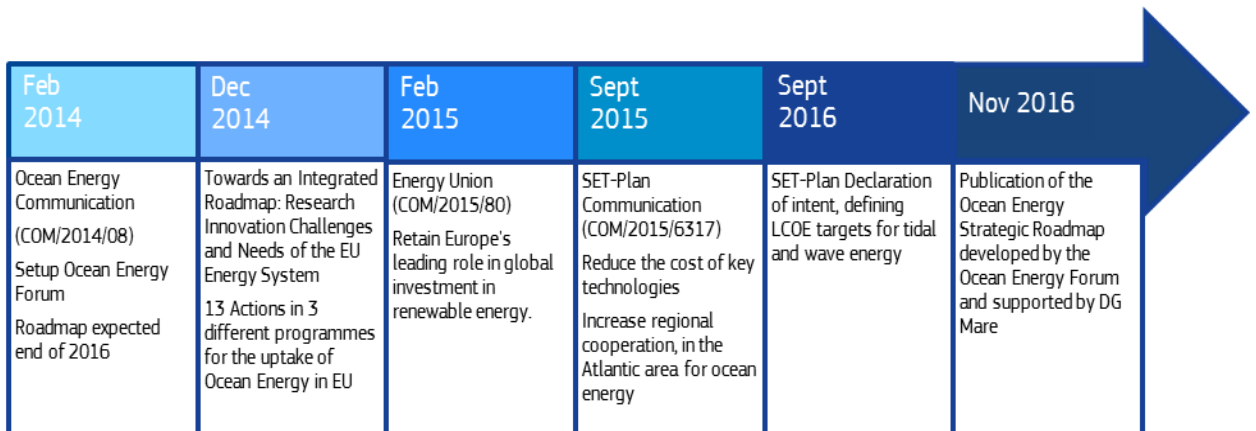 Feb
2014
Ocean Energy
Communication
(COM/2014/08)
Setup Ocean Energy
Forum
Roadmap expected
end of 2016
Dec
2014
Towards an Integrated
Roadmap: Research
Innovation Challenges
and Needs of the EU
Energy System
13 Actions in 3
different programmes
for the uptake of
Ocean Energy in EU
Feb
2015
Energy Union
(COM/2015/80)
Retain Europe's
leading role in global
investment in
renewable energy.
Sept
2015
SET-Plan
Communication
(COM/2015/6317)
Reduce the cost of key
technologies
Increase regional
cooperation, in the
Atlantic area for ocean
energy
Sept
2016
SET-Plan Declaration
of intent, defining
LCOE targets for tidal
and wave energy
Nov 2016
Publication of the
Ocean Energy
Strategic Roadmap
developed by the
Ocean Energy Forum
and supported by DG
Mare